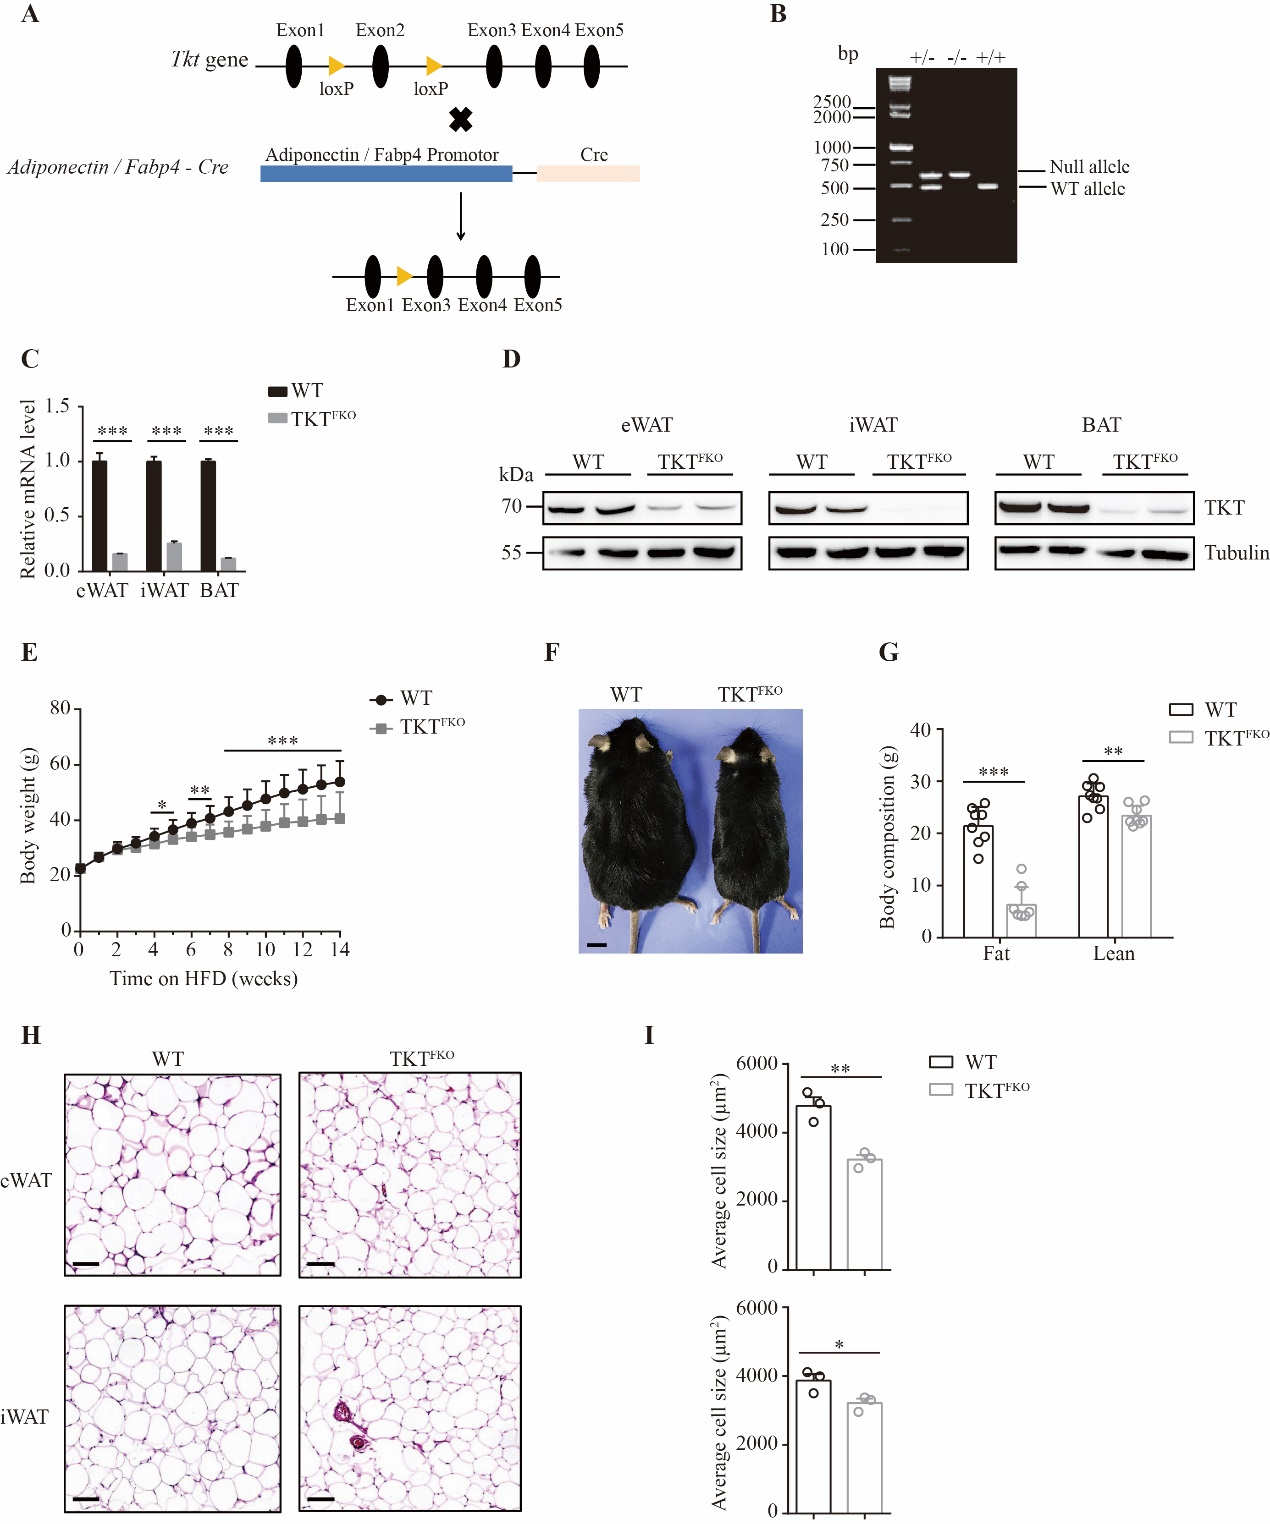 A
Exon1 Exon2 Exon3 Exon4 Exon5
Tkt gene
loxP loxP
Adiponectin / Fabp4 Promotor Cre
Adiponectin / Fabp4 - Cre
Exon1 Exon3 Exon4 Exon5
B
bp +/- -/- +/+
2500
2000
1000
750
500
250
100
Null allele
WT allele
C
WT
TKTFKO
Relative mRNA level
1.5
1.0
0.5
0.0
*** *** ***
eWAT iWAT BAT
D
eWAT iWAT BAT
WT TKTFKO WT TKTFKO WT TKTFKO
kDa
70 TKT
55 Tubulin
E
WT
TKTFKO
Body weight (g)
80
60
40
20
0
* ** ***
0 2 4 6 8 10 12 14
Time on HFD (weeks)
F
WT TKTFKO
G
WT
TKTFKO
Body composition (g)
40
30
20
10
0
*** **
Fat Lean
H
WT TKTFKO
eWAT
iWAT
I
WT
TKTFKO
Average cell size (µm2)
6000
4000
2000
0
**
Average cell size (µm2)
6000
4000
2000
0
*